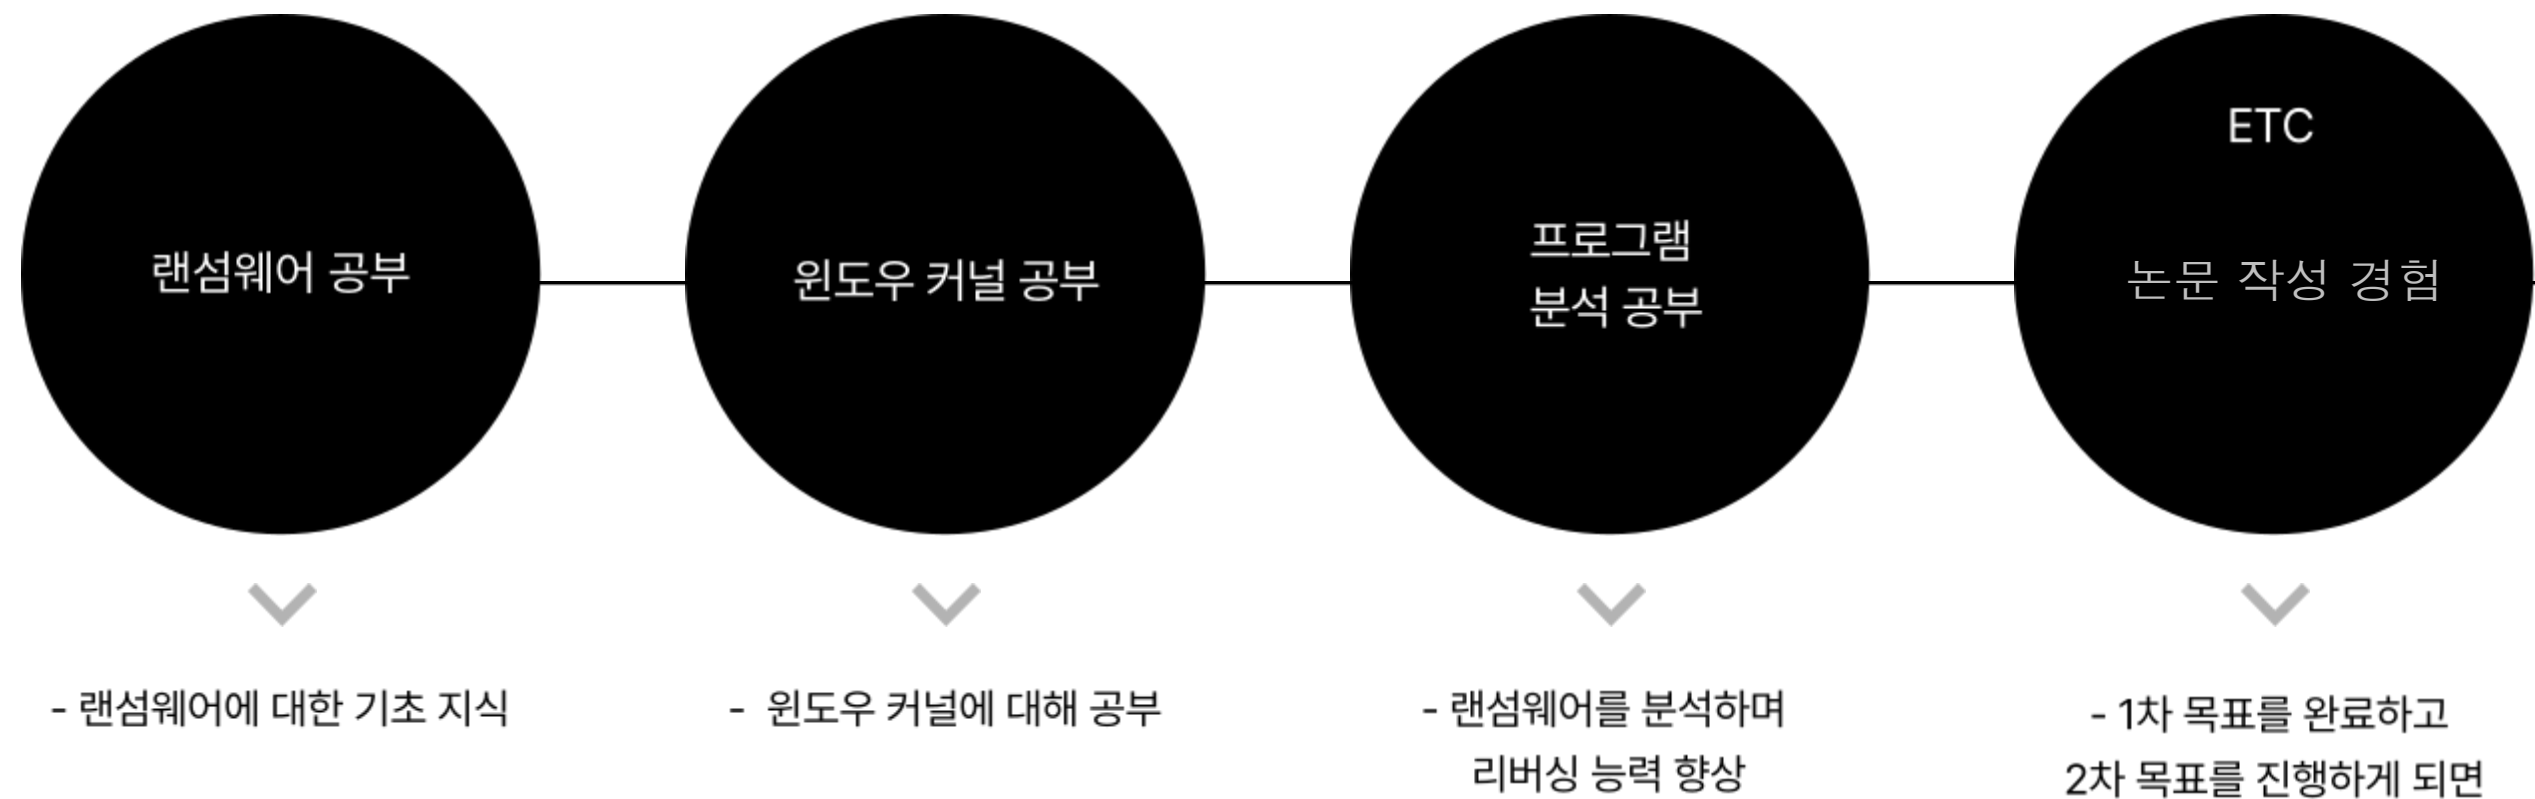 랜섬웨어 공부
윈도우 커널 공부
프로그램
분석 공부
ETC
논문 작성 경험
- 랜섬웨어에 대한 기초 지식
- 윈도우 커널에 대해 공부
- 랜섬웨어를 분석하며
리버싱 능력 향상
- 1차 목표를 완료하고
2차 목표를 진행하게 되면